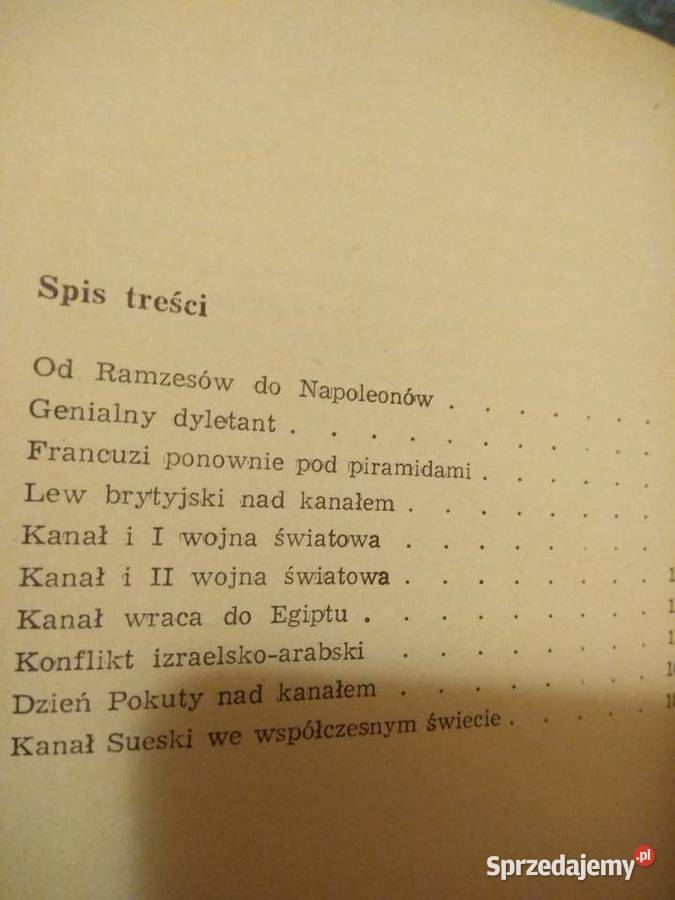 Spis treści
Od Ramzesów do Napoleonów . . . . . .
Genialny dyletant . . . . . . . . .
Francuzi ponownie pod piramidami . . . . . .
Lew brytyjski nad kanałem . . . . . . .
Kanał i I wojna światowa . . . . . . .
Kanał i II wojna światowa . . . . . . . .
Kanał wraca do Egiptu . . . . . . . .
Konflikt izraelsko-arabski . . . . . . .
Dzień Pokuty nad kanałem . . . . . . .
Kanał Sueski we współczesnym świecie . . . . .
Sprzedajemy.pl